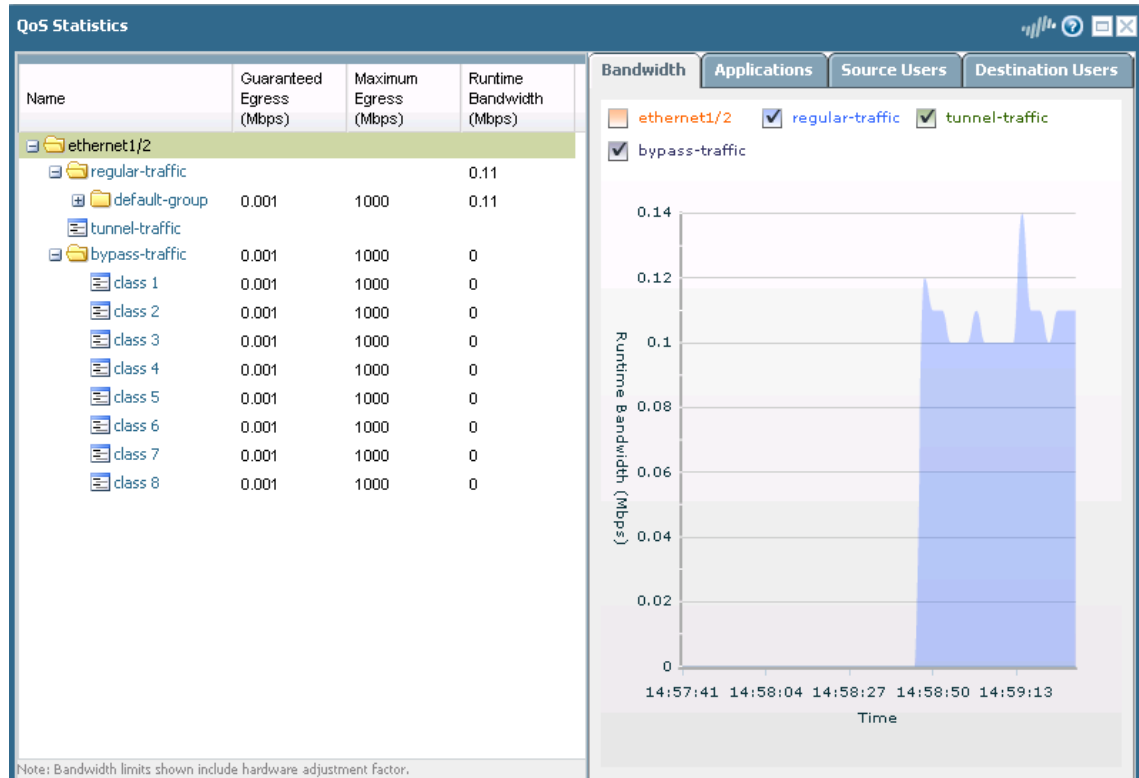 QoS Statistics
Name
Guaranteed Egress (Mbps)
Maximum Egress (Mbps)
Runtime Bandwidth (Mbps)
ethernet1/2
regular-traffic 0.11
default-group 0.001 1000 0.11
tunnel-traffic
bypass-traffic 0.001 1000 0
class 1 0.001 1000 0
class 2 0.001 1000 0
class 3 0.001 1000 0
class 4 0.001 1000 0
class 5 0.001 1000 0
class 6 0.001 1000 0
class 7 0.001 1000 0
class 8 0.001 1000 0
Note: Bandwidth limits shown include hardware adjustment factor.
Bandwidth Applications Source Users Destination Users
ethernet1/2 regular-traffic tunnel-traffic
bypass-traffic
Runtime Bandwidth (Mbps)
0.14
0.12
0.1
0.08
0.06
0.04
0.02
0
14:57:41 14:58:04 14:58:27 14:58:50 14:59:13
Time